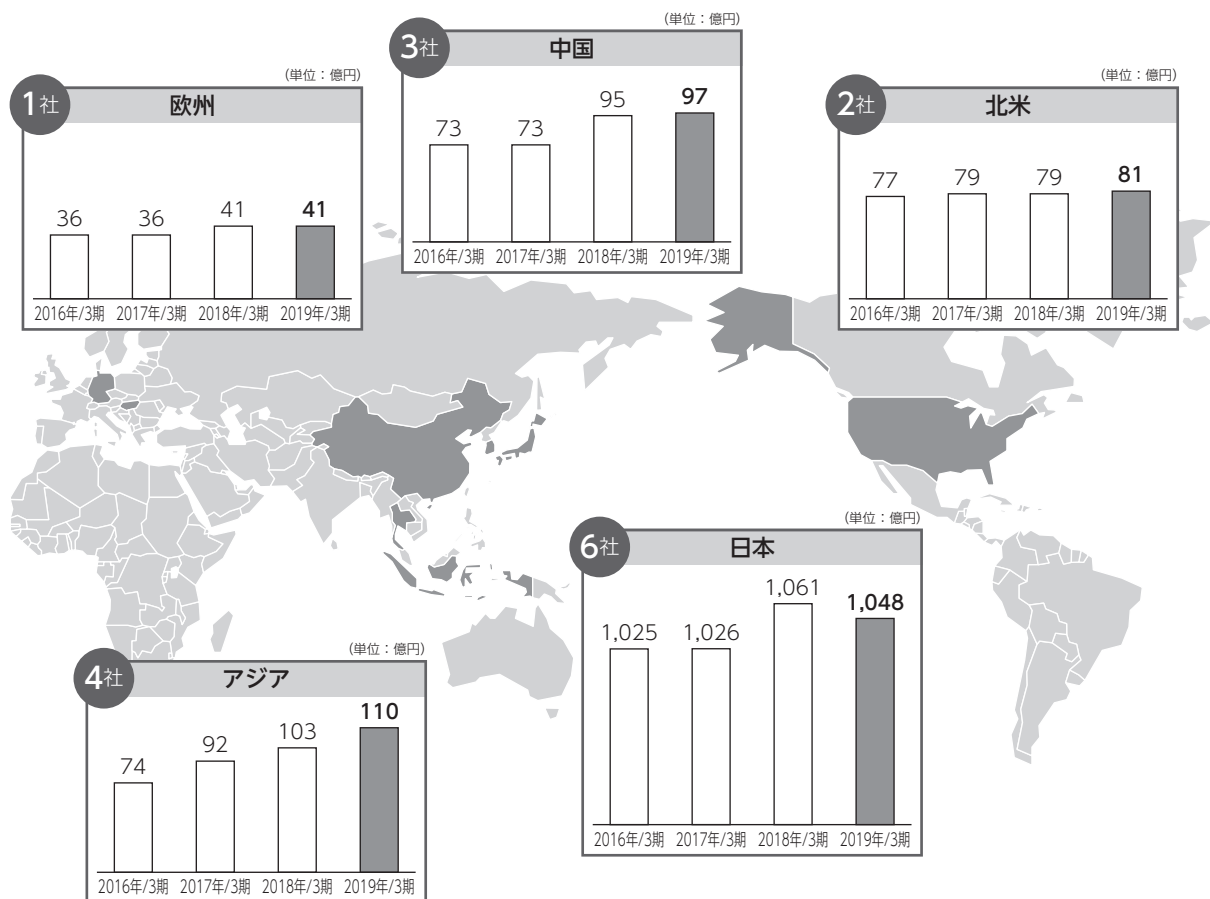 (単位：億円)
1社
欧州
36
36
41
41
2016年/3期 2017年/3期 2018年/3期 2019年/3期
(単位：億円)
3社
中国
73
73
95
97
2016年/3期 2017年/3期 2018年/3期 2019年/3期
(単位：億円)
2社
北米
77
79
79
81
2016年/3期 2017年/3期 2018年/3期 2019年/3期
(単位：億円)
4社
アジア
74
92
103
110
2016年/3期 2017年/3期 2018年/3期 2019年/3期
(単位：億円)
6社
日本
1,025
1,026
1,061
1,048
2016年/3期 2017年/3期 2018年/3期 2019年/3期